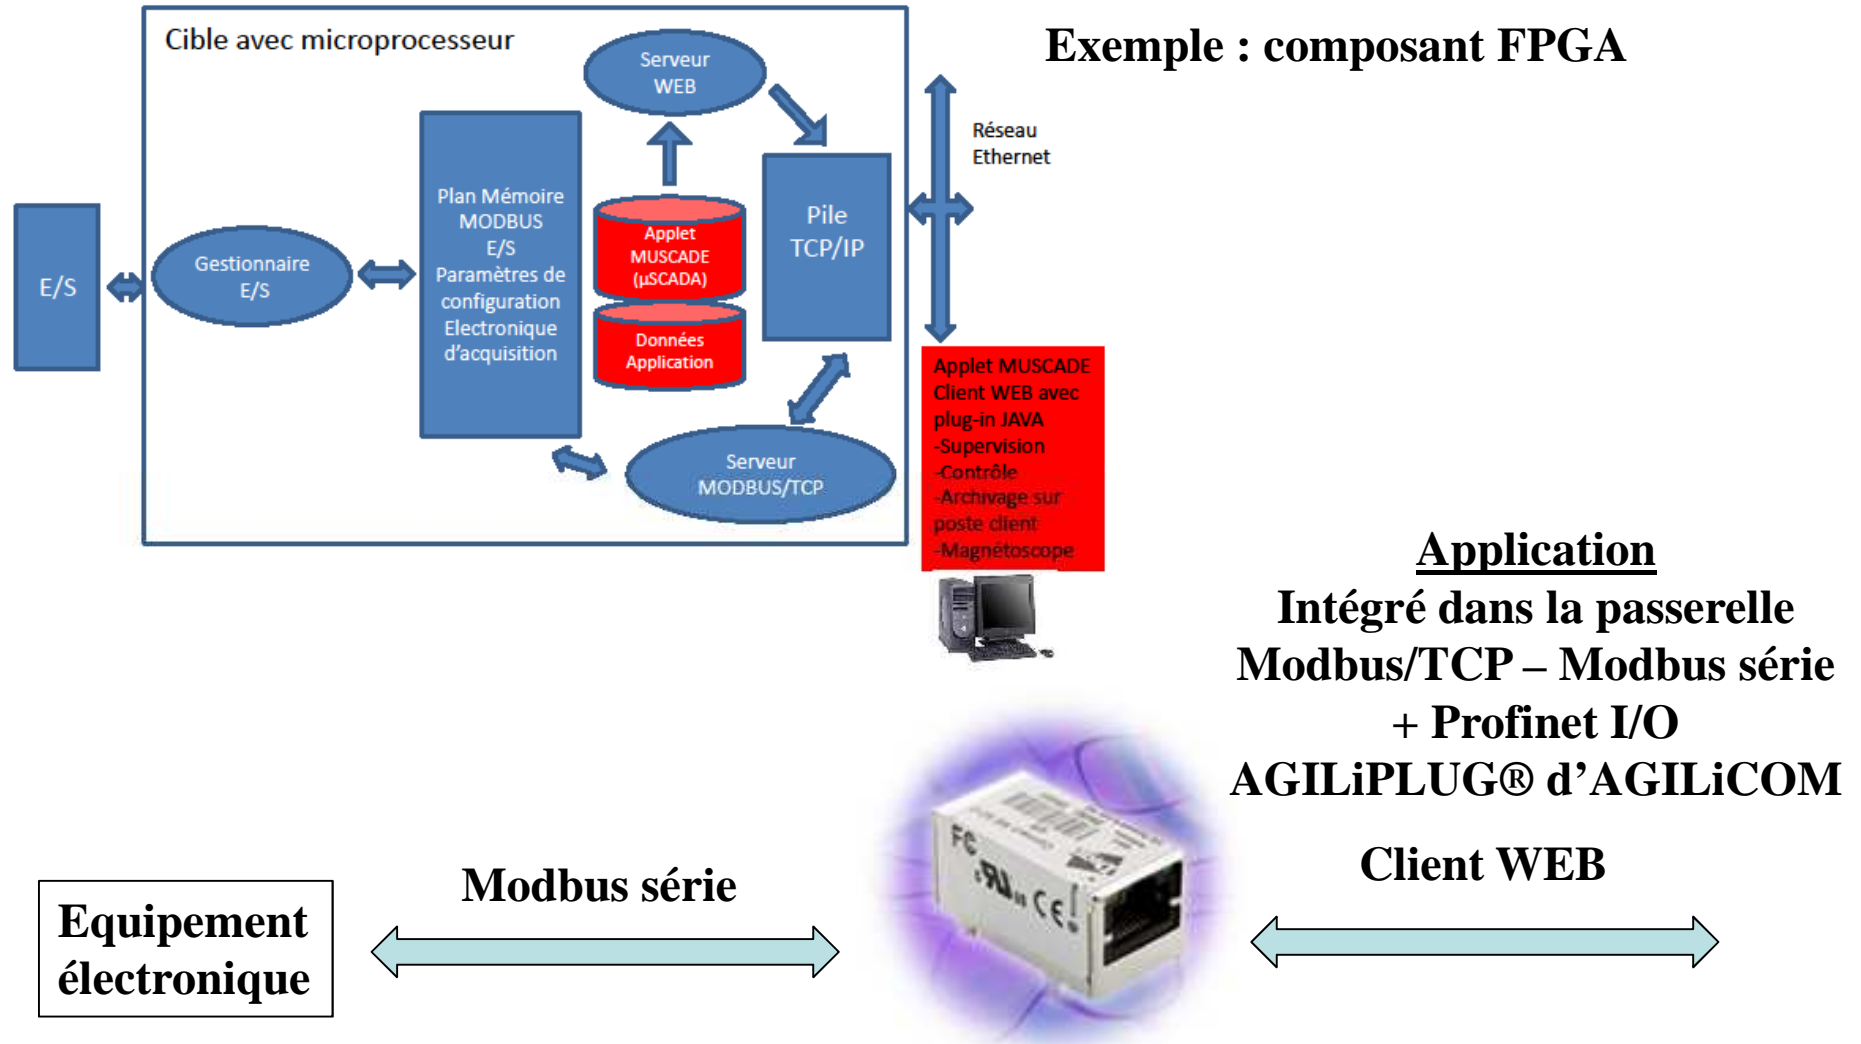 Cible avec microprocesseur
Exemple : composant FPGA
Serveur
WEB
Réseau
Ethernet
E/S
Gestionnaire
E/S
Plan Mémoire
MODBUS
E/S
Paramètres de
configuration
Electronique
d'acquisition
Applet
MUSCADE
(µSCADA)
Données
Application
Pile
TCP/IP
Serveur
MODBUS/TCP
Applet MUSCADE
Client WEB avec
plug-in JAVA
-Supervision
-Contrôle
-Archivage sur
poste client
-Magnétoscope
Application
Intégré dans la passerelle
Modbus/TCP – Modbus série
+ Profinet I/O
AGILiPLUG® d’AGILiCOM
Client WEB
Modbus série
Equipement
électronique
FC
CE